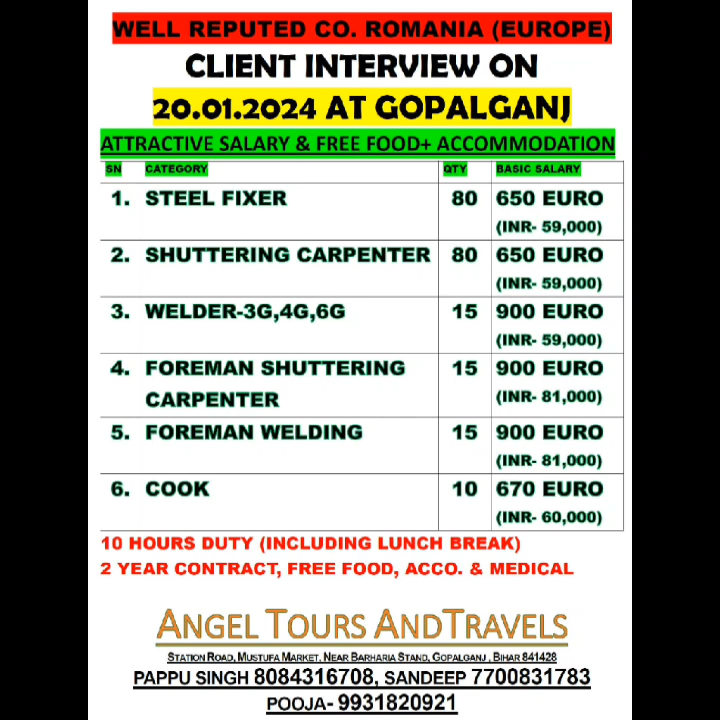 WELL REPUTED CO. ROMANIA (EUROPE)
CLIENT INTERVIEW ON
20.01.2024 AT GOPALGANJ
ATTRACTIVE SALARY & FREE FOOD+ ACCOMMODATION
SN CATEGORY QTY BASIC SALARY
1. STEEL FIXER 80 650 EURO
(INR- 59,000)
2. SHUTTERING CARPENTER 80 650 EURO
(INR- 59,000)
3. WELDER-3G,4G,6G 15 900 EURO
(INR- 59,000)
4. FOREMAN SHUTTERING 15 900 EURO
CARPENTER (INR- 81,000)
5. FOREMAN WELDING 15 900 EURO
(INR- 81,000)
6. COOK 10 670 EURO
(INR- 60,000)
10 HOURS DUTY (INCLUDING LUNCH BREAK)
2 YEAR CONTRACT, FREE FOOD, ACCO. & MEDICAL
ANGEL TOURS ANDTRAVELS
STATION ROAD, MUSTUFA MARKET, NEAR BARHARIA STAND, GOPALGANJ , BIHAR 841428
PAPPU SINGH 8084316708, SANDEEP 7700831783
POOJA- 9931820921